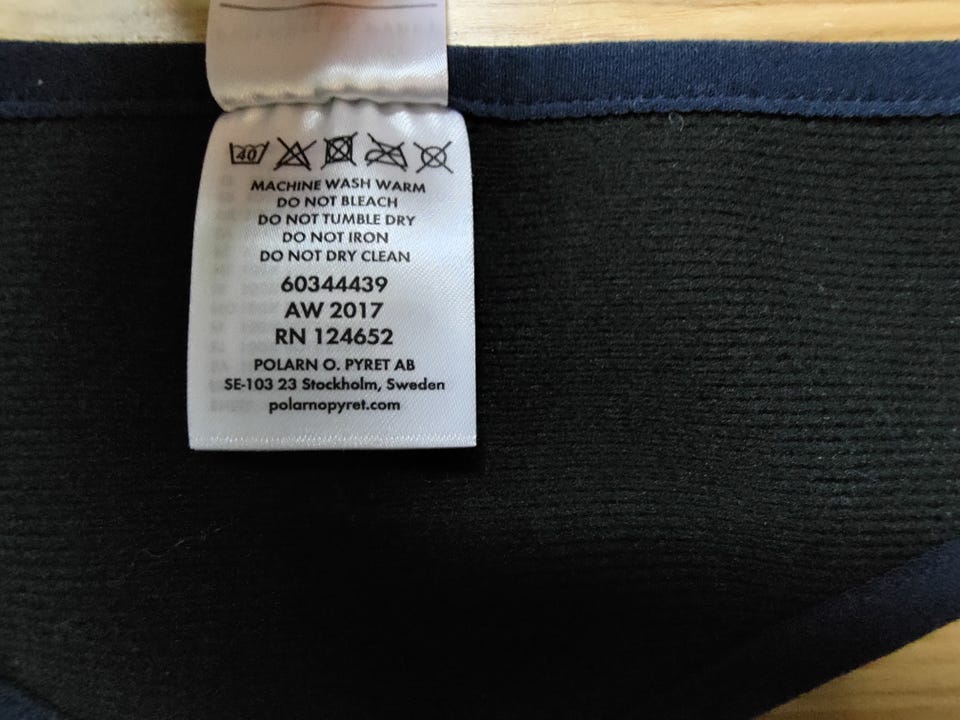 40
MACHINE WASH WARM
DO NOT BLEACH
DO NOT TUMBLE DRY
DO NOT IRON
DO NOT DRY CLEAN
60344439
AW 2017
RN 124652
POLARN O. PYRET AB
SE-103 23 Stockholm, Sweden
polarnopyret.com